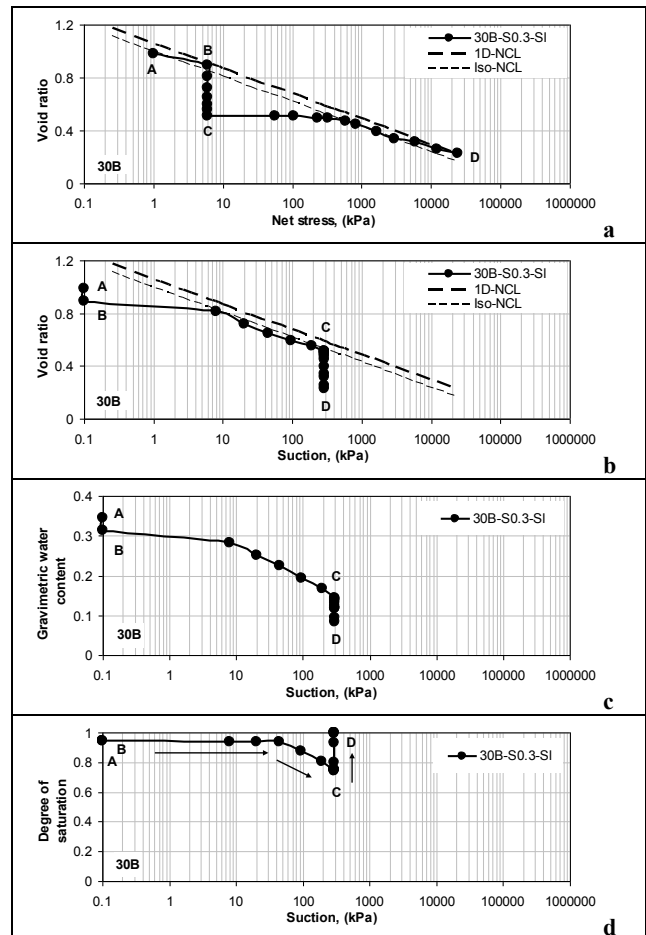 1.2
0.8
0.4
0
Void ratio
A
B
C
D
30B-S0.3-SI
1D-NCL
Iso-NCL
30B
0.1 1 10 100 1000 10000 100000 1000000
Net stress, (kPa)
a
1.2
0.8
0.4
0
Void ratio
A
B
C
D
30B-S0.3-SI
1D-NCL
Iso-NCL
30B
0.1 1 10 100 1000 10000 100000 1000000
Suction, (kPa)
b
0.4
0.3
0.2
0.1
0
Gravimetric water
content
A
B
C
D
30B-S0.3-SI
30B
0.1 1 10 100 1000 10000 100000 1000000
Suction, (kPa)
c
1
0.8
0.6
0.4
0.2
0
Degree of
saturation
B
A
D
C
30B-S0.3-SI
30B
0.1 1 10 100 1000 10000 100000 1000000
Suction, (kPa)
d